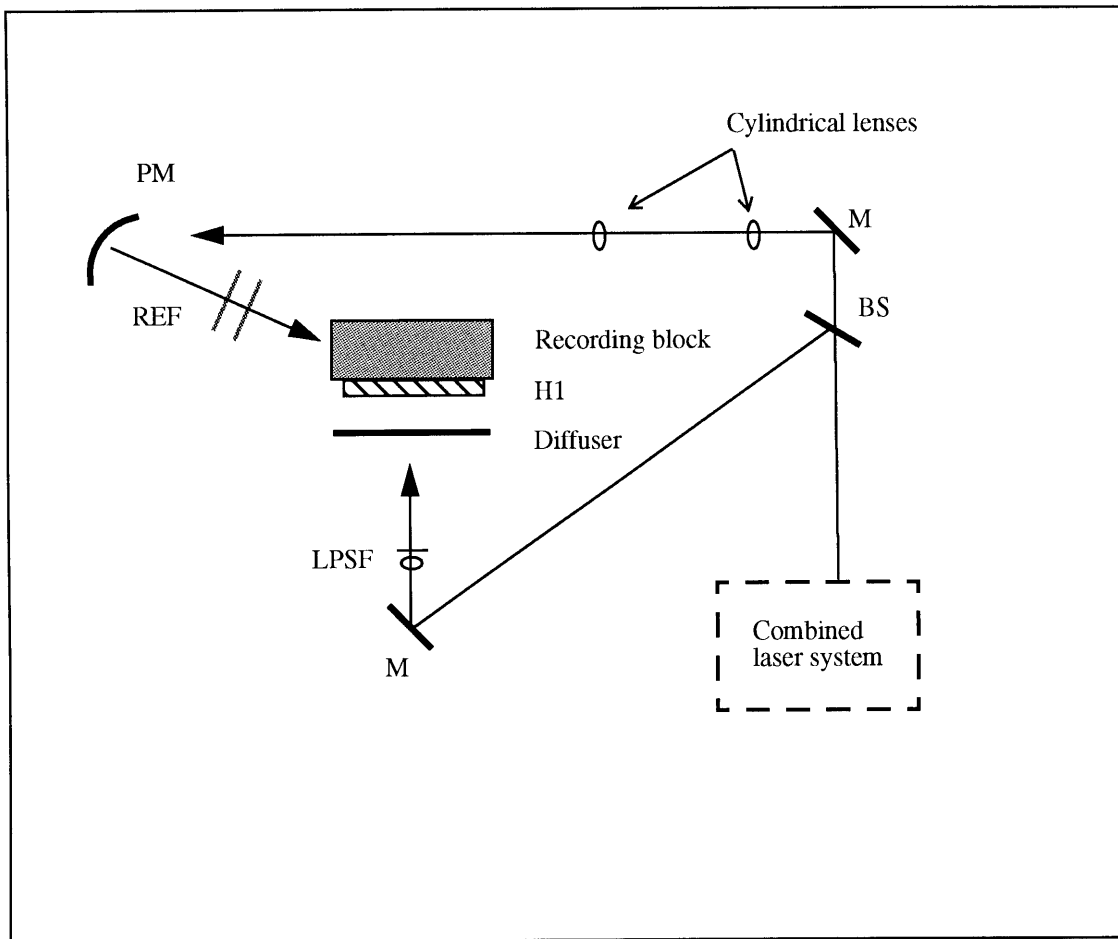 Cylindrical lenses
PM
M
BS
REF
Recording block
H1
Diffuser
LPSF
M
Combined
laser system